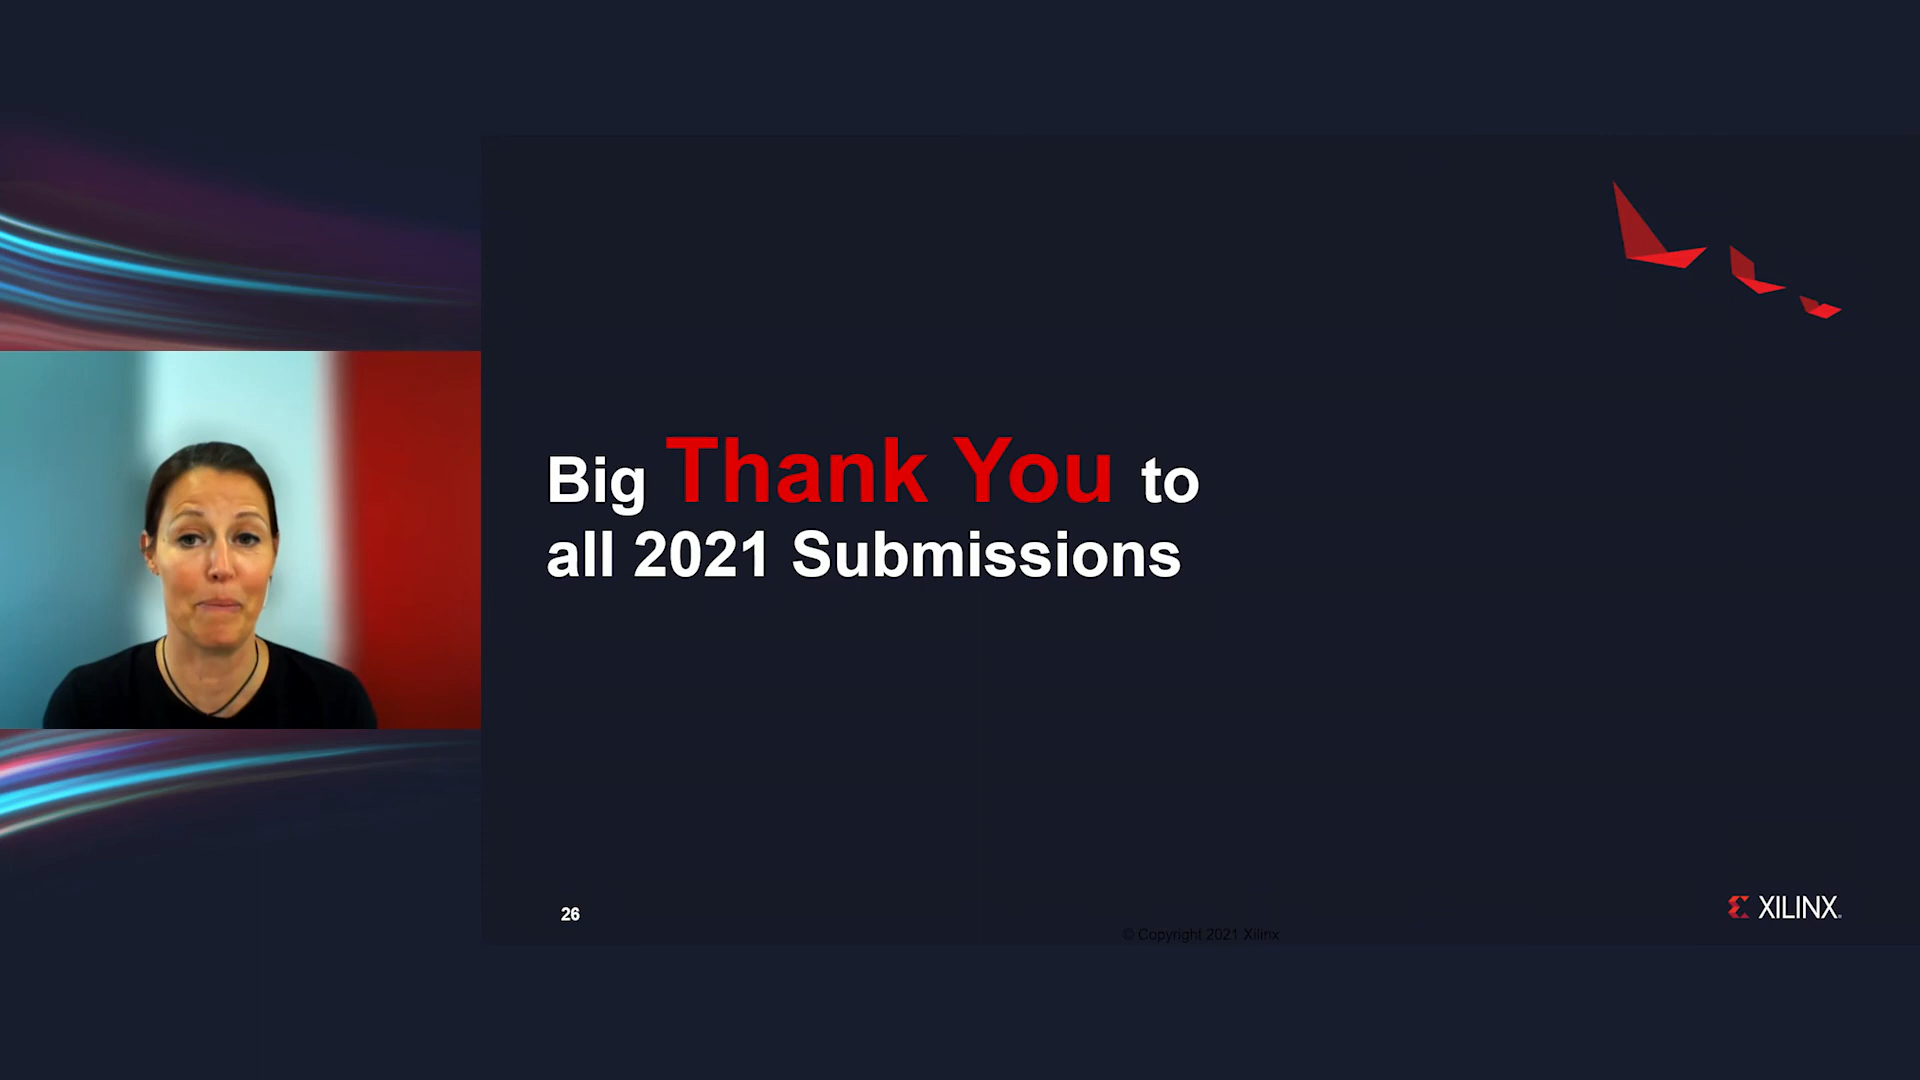 Big Thank You to
all 2021 Submissions
26
XILINX
© Copyright 2021 Xilinx